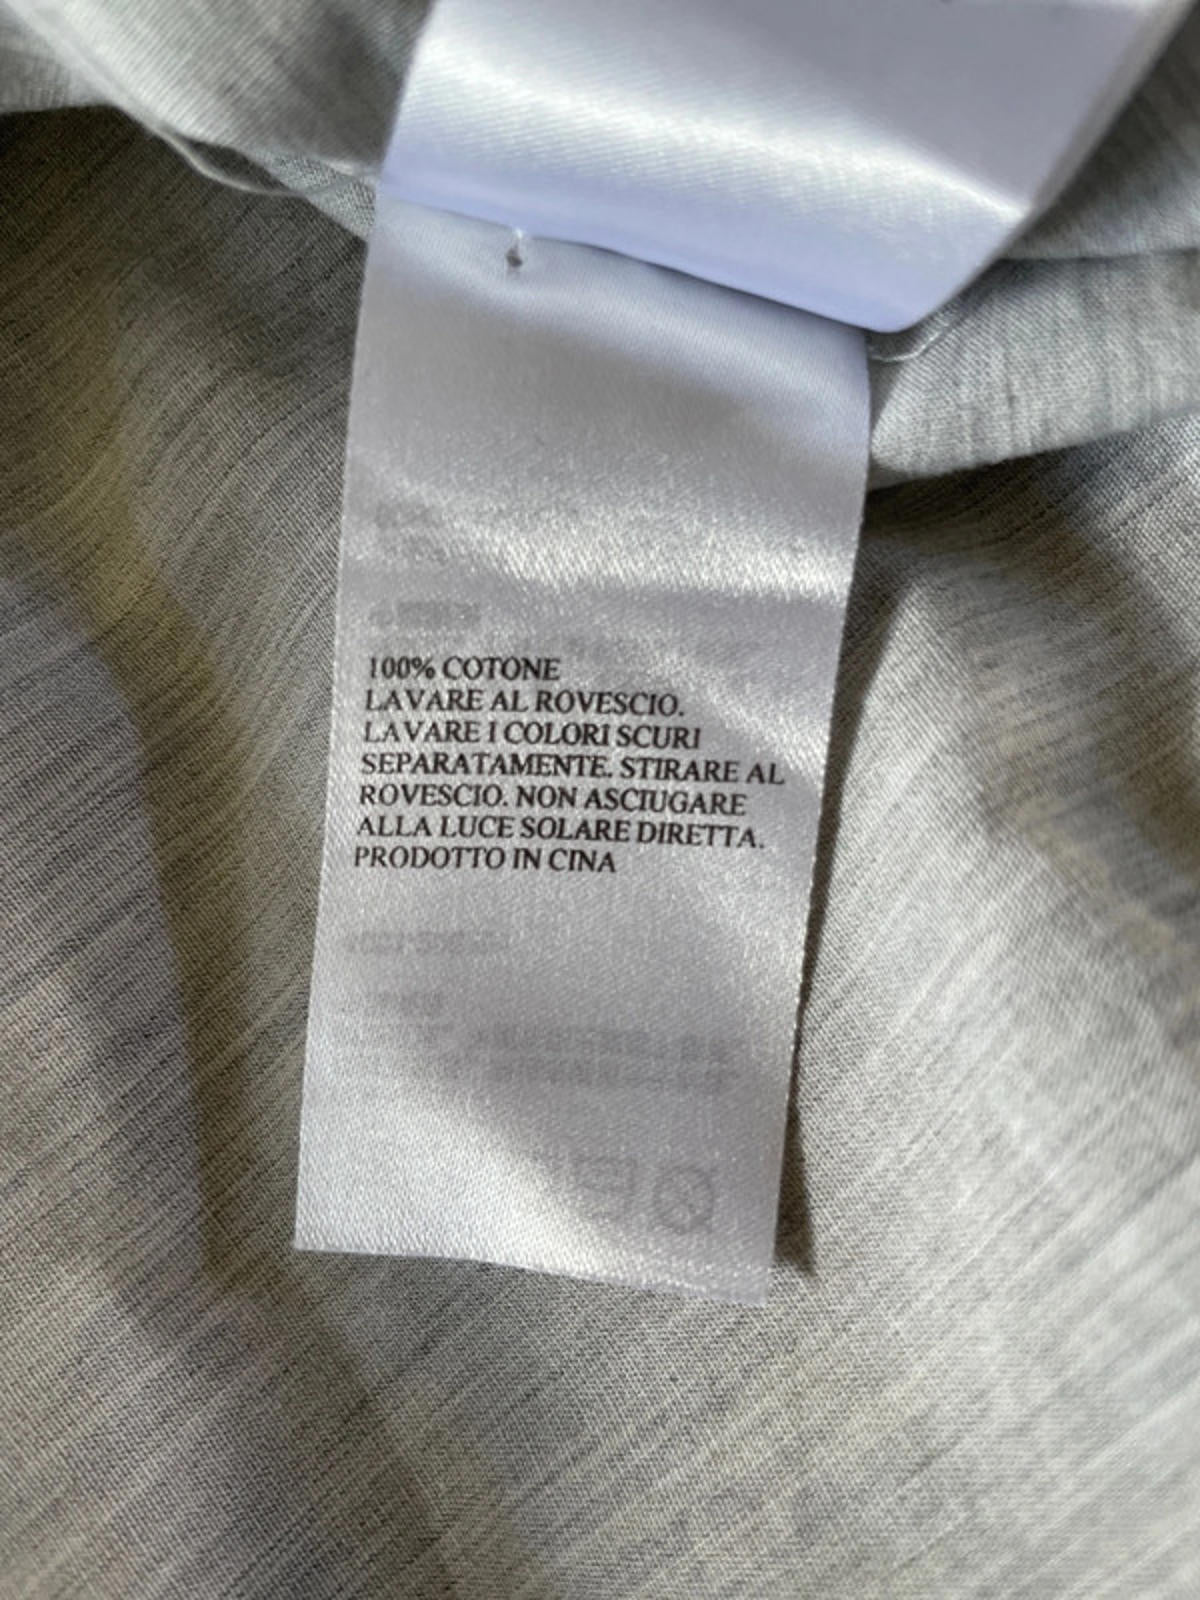 100% COTONE
LAVARE AL ROVESCIO.
LAVARE I COLORI SCURI
SEPARATAMENTE. STIRARE AL
ROVESCIO. NON ASCIUGARE
ALLA LUCE SOLARE DIRETTA.
PRODOTTO IN CINA